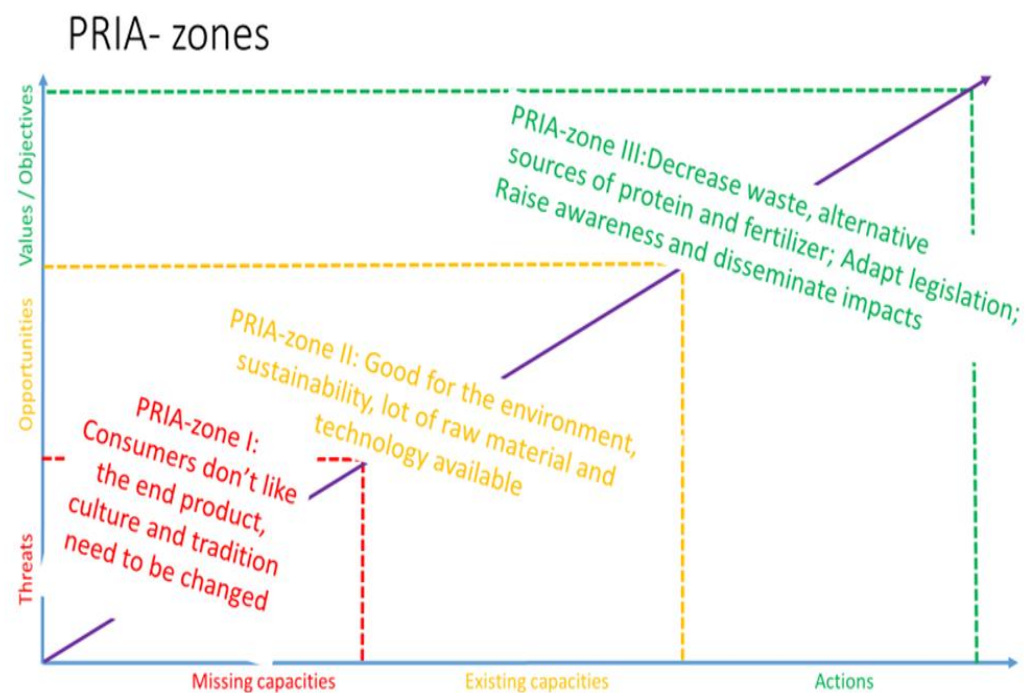 PRIA- zones
Values / Objectives
Opportunities
Threats
PRIA-zone III:Decrease waste, alternative
sources of protein and fertilizer; Adapt legislation;
Raise awareness and disseminate impacts
PRIA-zone II: Good for the environment,
sustainability, lot of raw material and
technology available
PRIA-zone I:
Consumers don't like
the end product,
culture and tradition
need to be changed
Missing capacities
Existing capacities
Actions